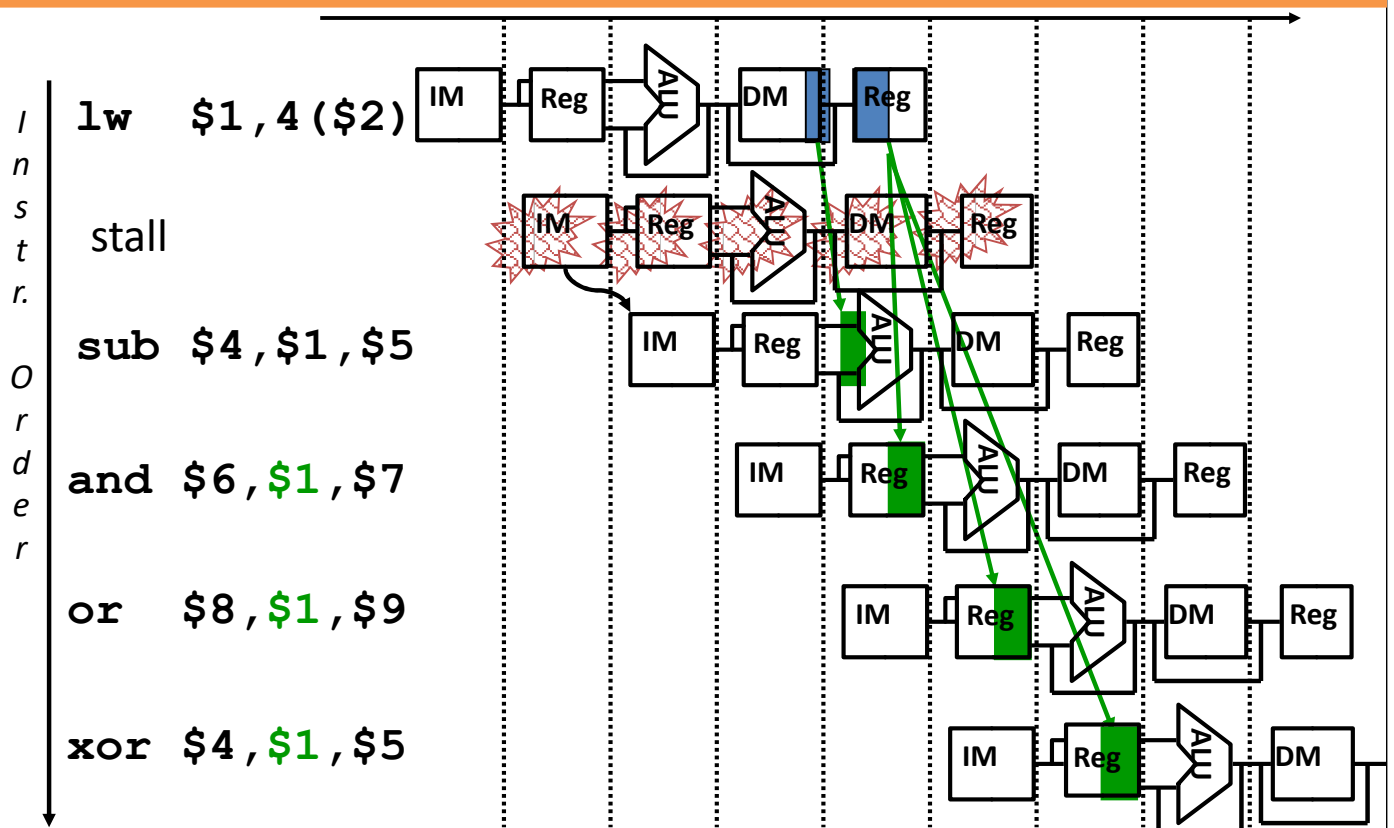 Instr. Order
lw $1,4($2) IM Reg ALU DM Reg
stall IM Reg ALU DM Reg
sub $4,$1,$5 IM Reg ALU DM Reg
and $6,$1,$7 IM Reg ALU DM Reg
or $8,$1,$9 IM Reg ALU DM Reg
xor $4,$1,$5 IM Reg ALU DM